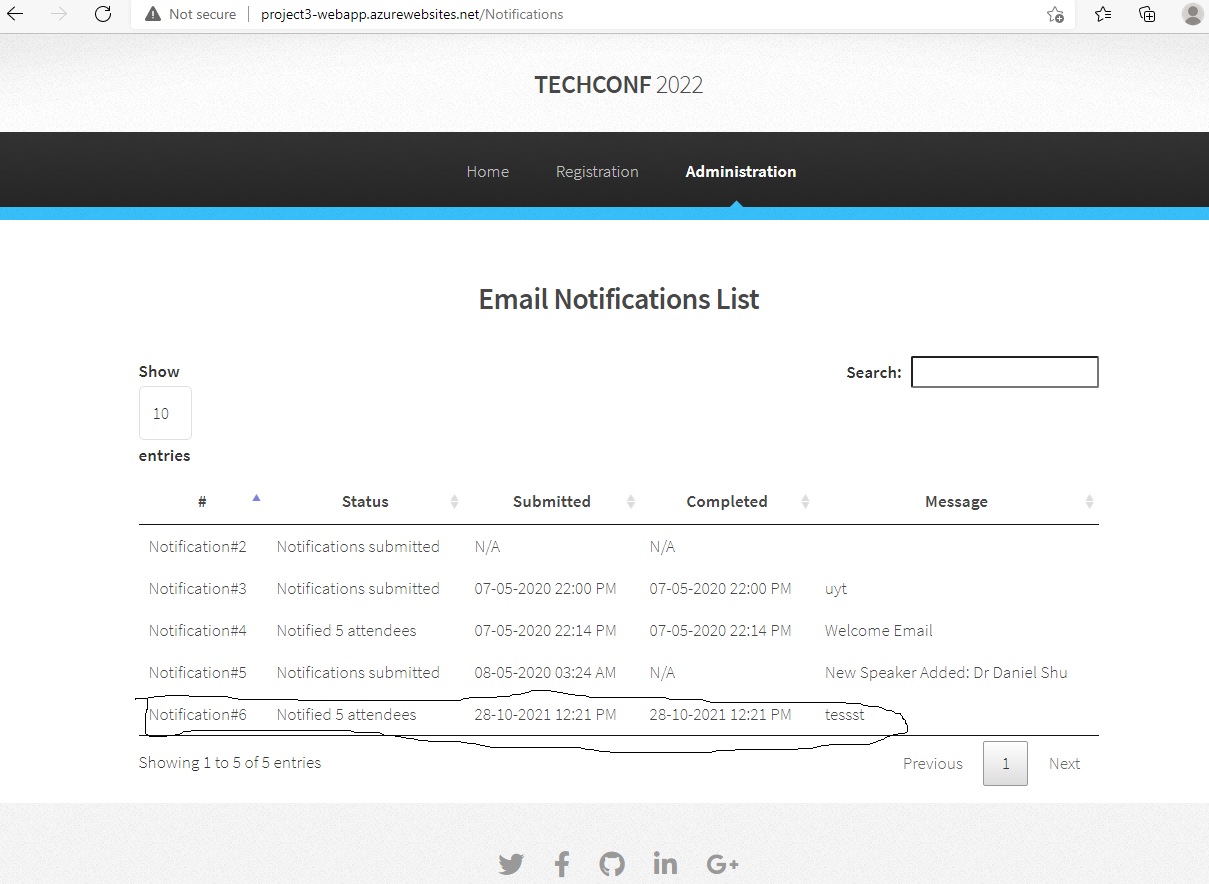 Not secure project3-webapp.azurewebsites.net/Notifications
TECHCONF 2022
Home Registration Administration
Email Notifications List
Show
Search:
10
entries
# Status Submitted Completed Message
Notification#2 Notifications submitted N/A N/A
Notification#3 Notifications submitted 07-05-2020 22:00 PM 07-05-2020 22:00 PM uyt
Notification#4 Notified 5 attendees 07-05-2020 22:14 PM 07-05-2020 22:14 PM Welcome Email
Notification#5 Notifications submitted 08-05-2020 03:24 AM N/A New Speaker Added: Dr Daniel Shu
Notification#6 Notified 5 attendees 28-10-2021 12:21 PM 28-10-2021 12:21 PM tessst
Showing 1 to 5 of 5 entries Previous 1 Next